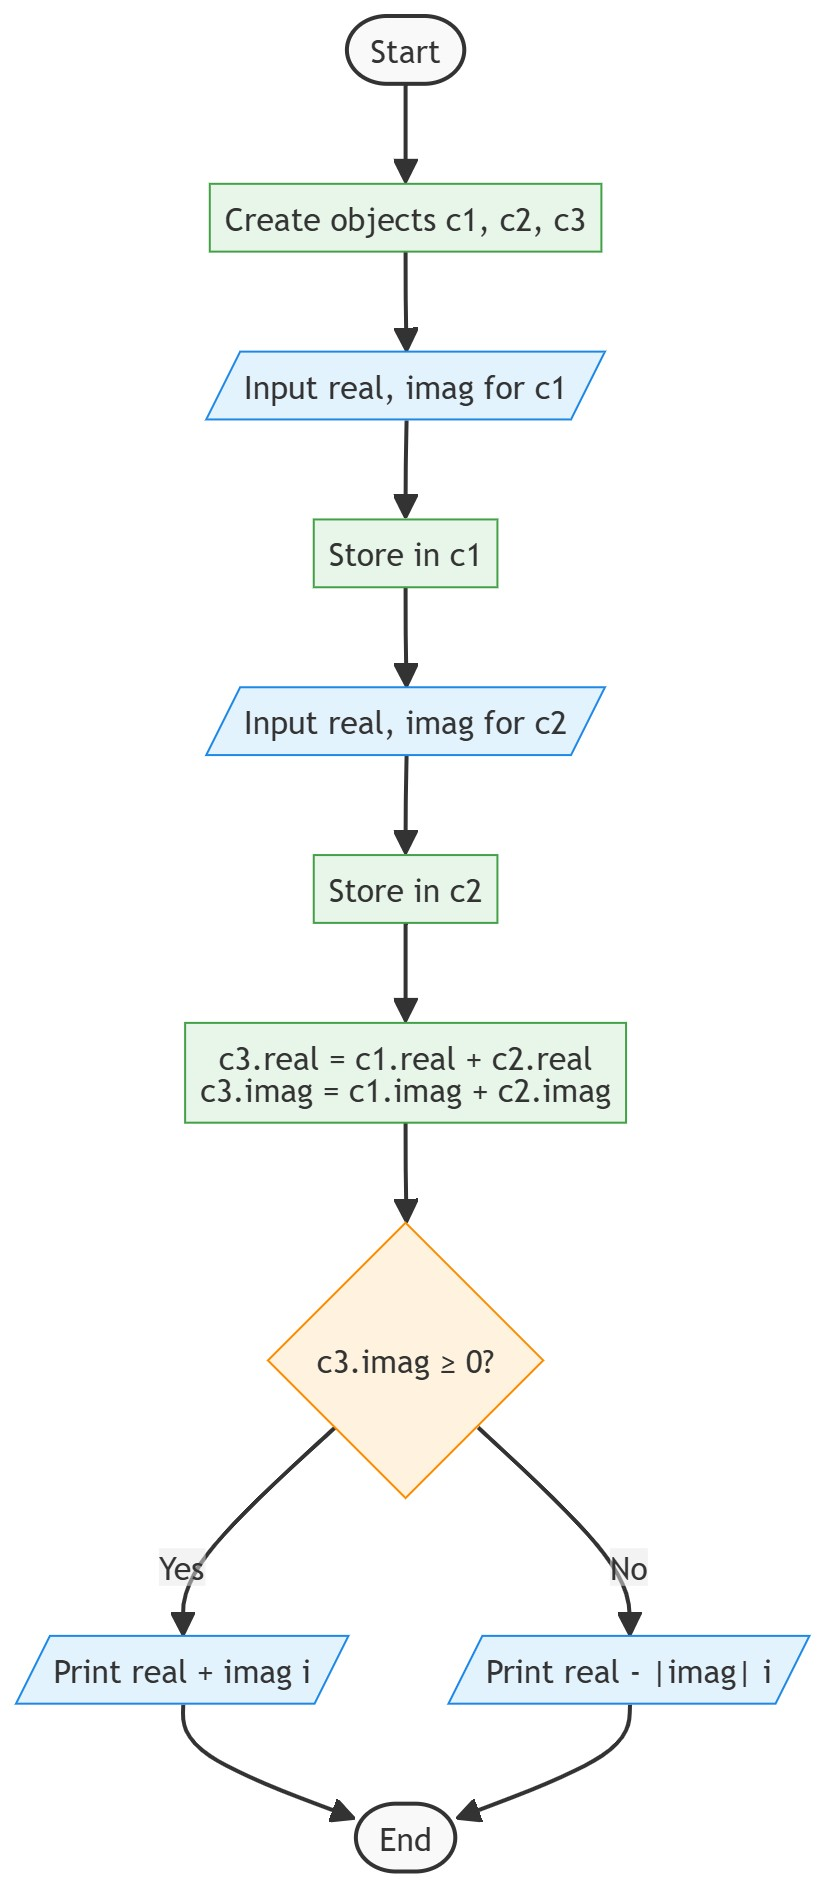 Start
Create objects c1, c2, c3
Input real, imag for c1
Store in c1
Input real, imag for c2
Store in c2
c3.real = c1.real + c2.real
c3.imag = c1.imag + c2.imag
c3.imag ≥ 0?
Yes
No
Print real + imag i
Print real - |imag| i
End